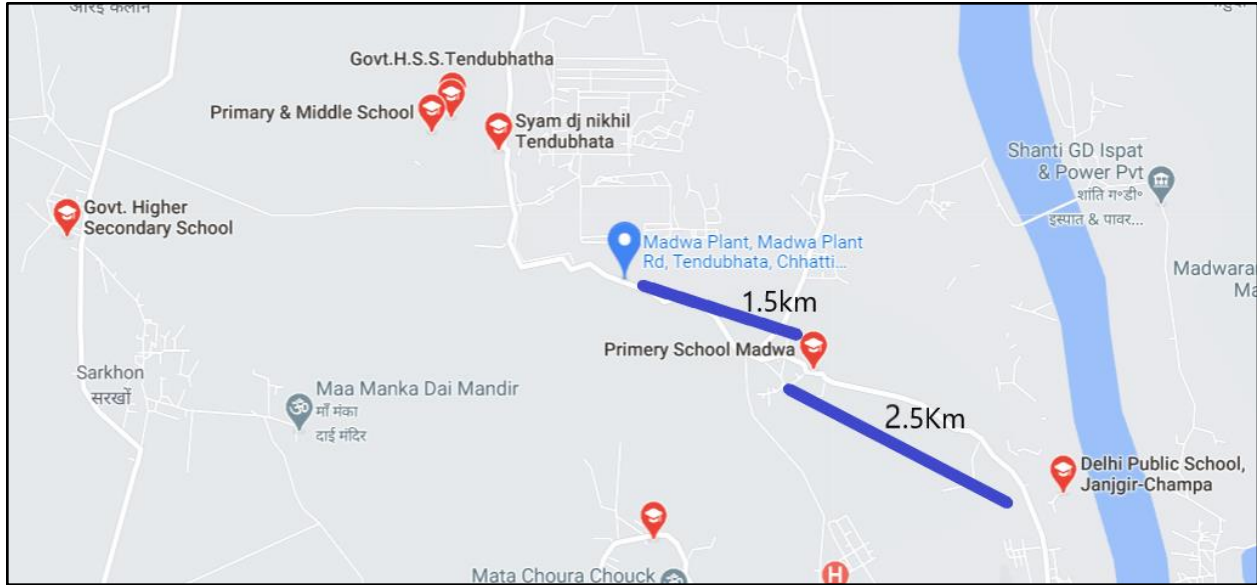 Govt.H.S.S.Tendubhatha
Primary & Middle School
Syam dj nikhil
Tendubhata
Shanti GD Ispat
& Power Pvt
शांति ग॰डी॰
इस्पात & पावर...
Govt. Higher
Secondary School
Madwa Plant, Madwa Plant
Rd, Tendubhata, Chhatti...
Madwara
Ma
1.5km
Primery School Madwa
Sarkhon
सरखों
Maa Manka Dai Mandir
माँ मंका
दाई मंदिर
2.5Km
Delhi Public School,
Janjgir-Champa
Mata Choura Chouck
H